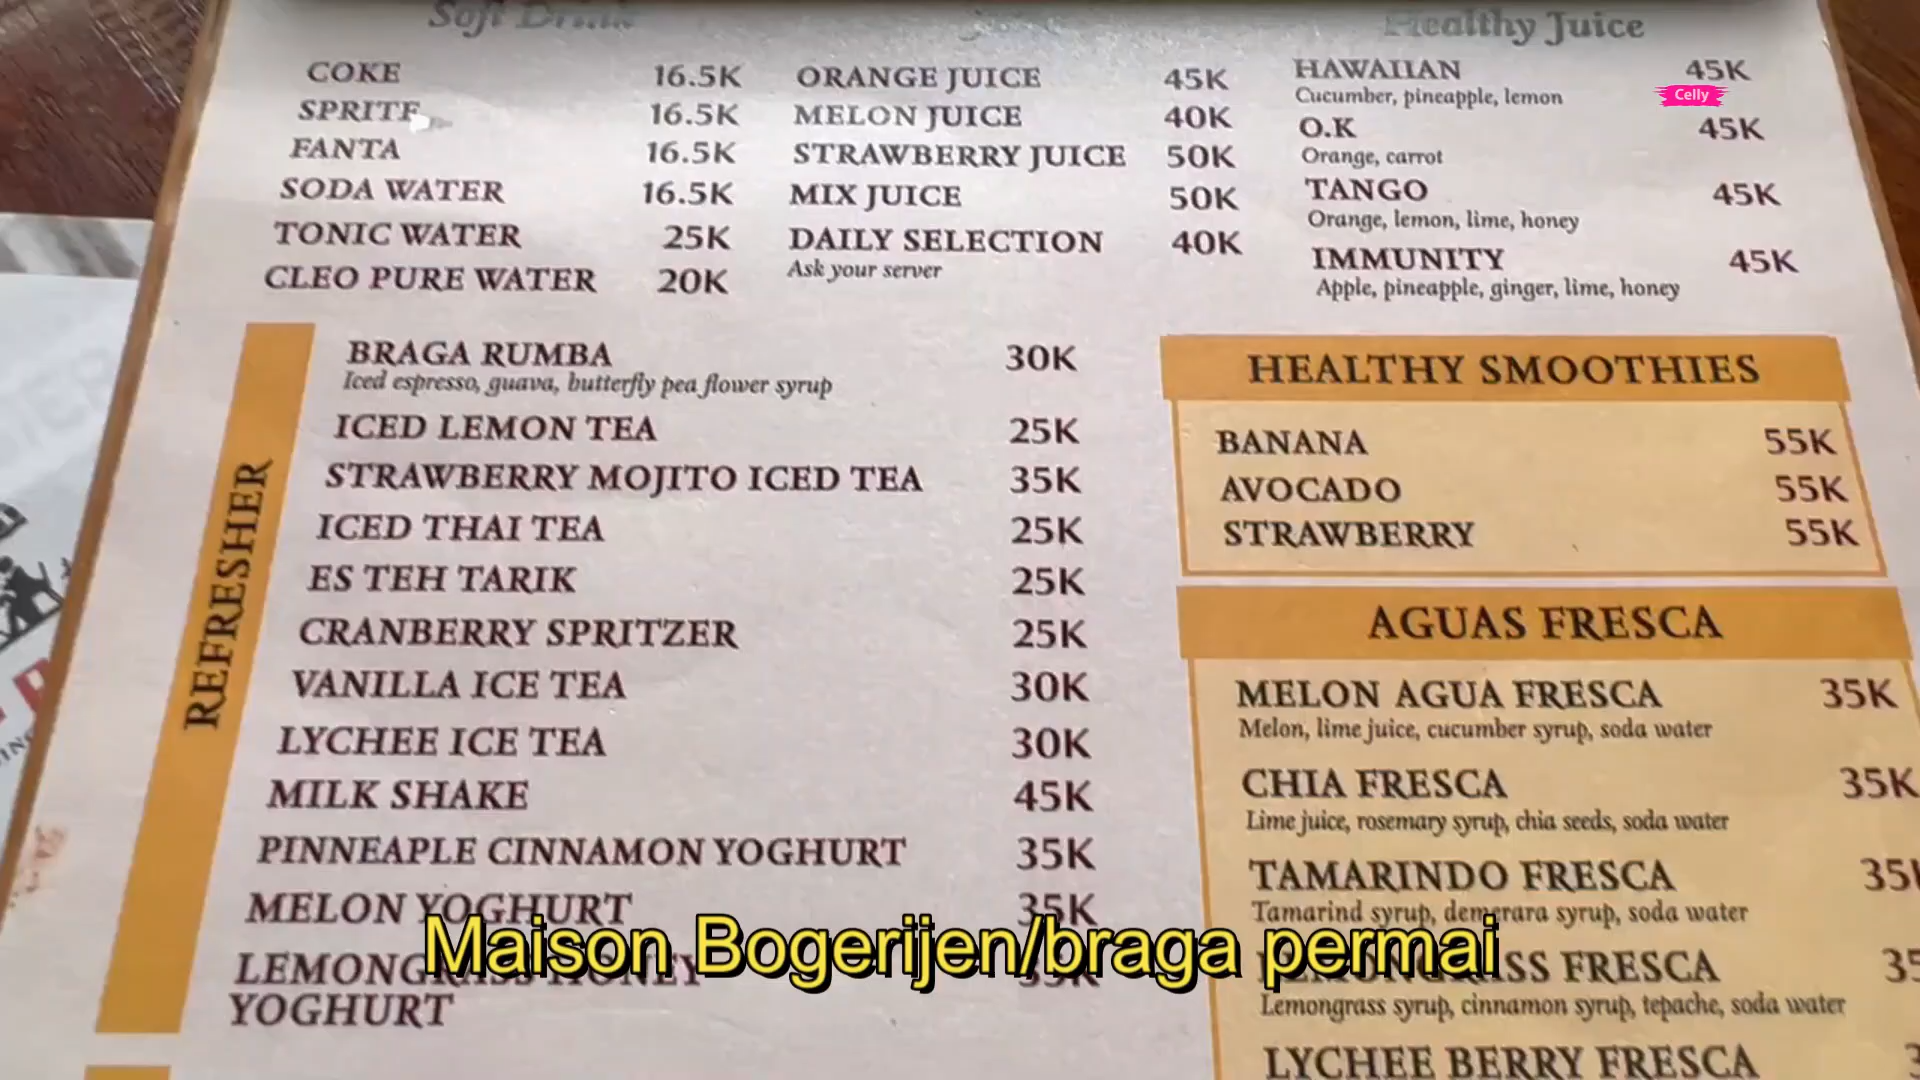 Soft Drink
COKE 16.5K
SPRITE 16.5K
FANTA 16.5K
SODA WATER 16.5K
TONIC WATER 25K
CLEO PURE WATER 20K
ORANGE JUICE 45K
MELON JUICE 40K
STRAWBERRY JUICE 50K
MIX JUICE 50K
DAILY SELECTION 40K
Ask your server
Healthy Juice
HAWAIIAN 45K
Cucumber, pineapple, lemon
Celly
O.K 45K
Orange, carrot
TANGO 45K
Orange, lemon, lime, honey
IMMUNITY 45K
Apple, pineapple, ginger, lime, honey
REFRESHER
BRAGA RUMBA 30K
Iced espresso, guava, butterfly pea flower syrup
ICED LEMON TEA 25K
STRAWBERRY MOJITO ICED TEA 35K
ICED THAI TEA 25K
ES TEH TARIK 25K
CRANBERRY SPRITZER 25K
VANILLA ICE TEA 30K
LYCHEE ICE TEA 30K
MILK SHAKE 45K
PINNEAPLE CINNAMON YOGHURT 35K
MELON YOGHURT 35K
LEMONGRASS HONEY 35K
YOGHURT
HEALTHY SMOOTHIES
BANANA 55K
AVOCADO 55K
STRAWBERRY 55K
AGUAS FRESCA
MELON AGUA FRESCA 35K
Melon, lime juice, cucumber syrup, soda water
CHIA FRESCA 35K
Lime juice, rosemary syrup, chia seeds, soda water
TAMARINDO FRESCA 35K
Tamarind syrup, demerara syrup, soda water
LEMONGRASS FRESCA 35
Lemongrass syrup, cinnamon syrup, tepache, soda water
LYCHEE BERRY FRESCA
Maison Bogerijen/braga permai